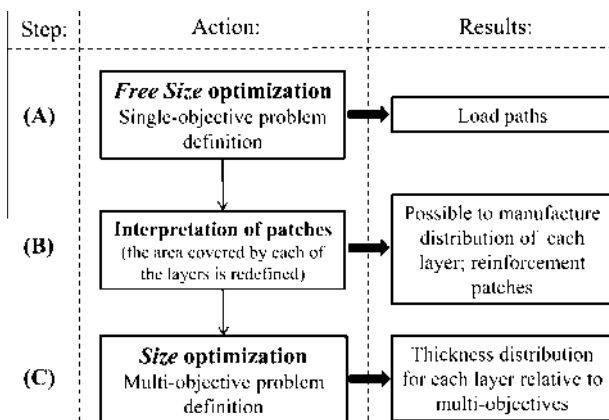 Step: Action: Results:
(A)
Free Size optimization
Single-objective problem
definition
Load paths
(B)
Interpretation of patches
(the area covered by each of
the layers is redefined)
Possible to manufacture
distribution of each
layer; reinforcement
patches
(C)
Size optimization
Multi-objective problem
definition
Thickness distribution
for each layer relative to
multi-objectives